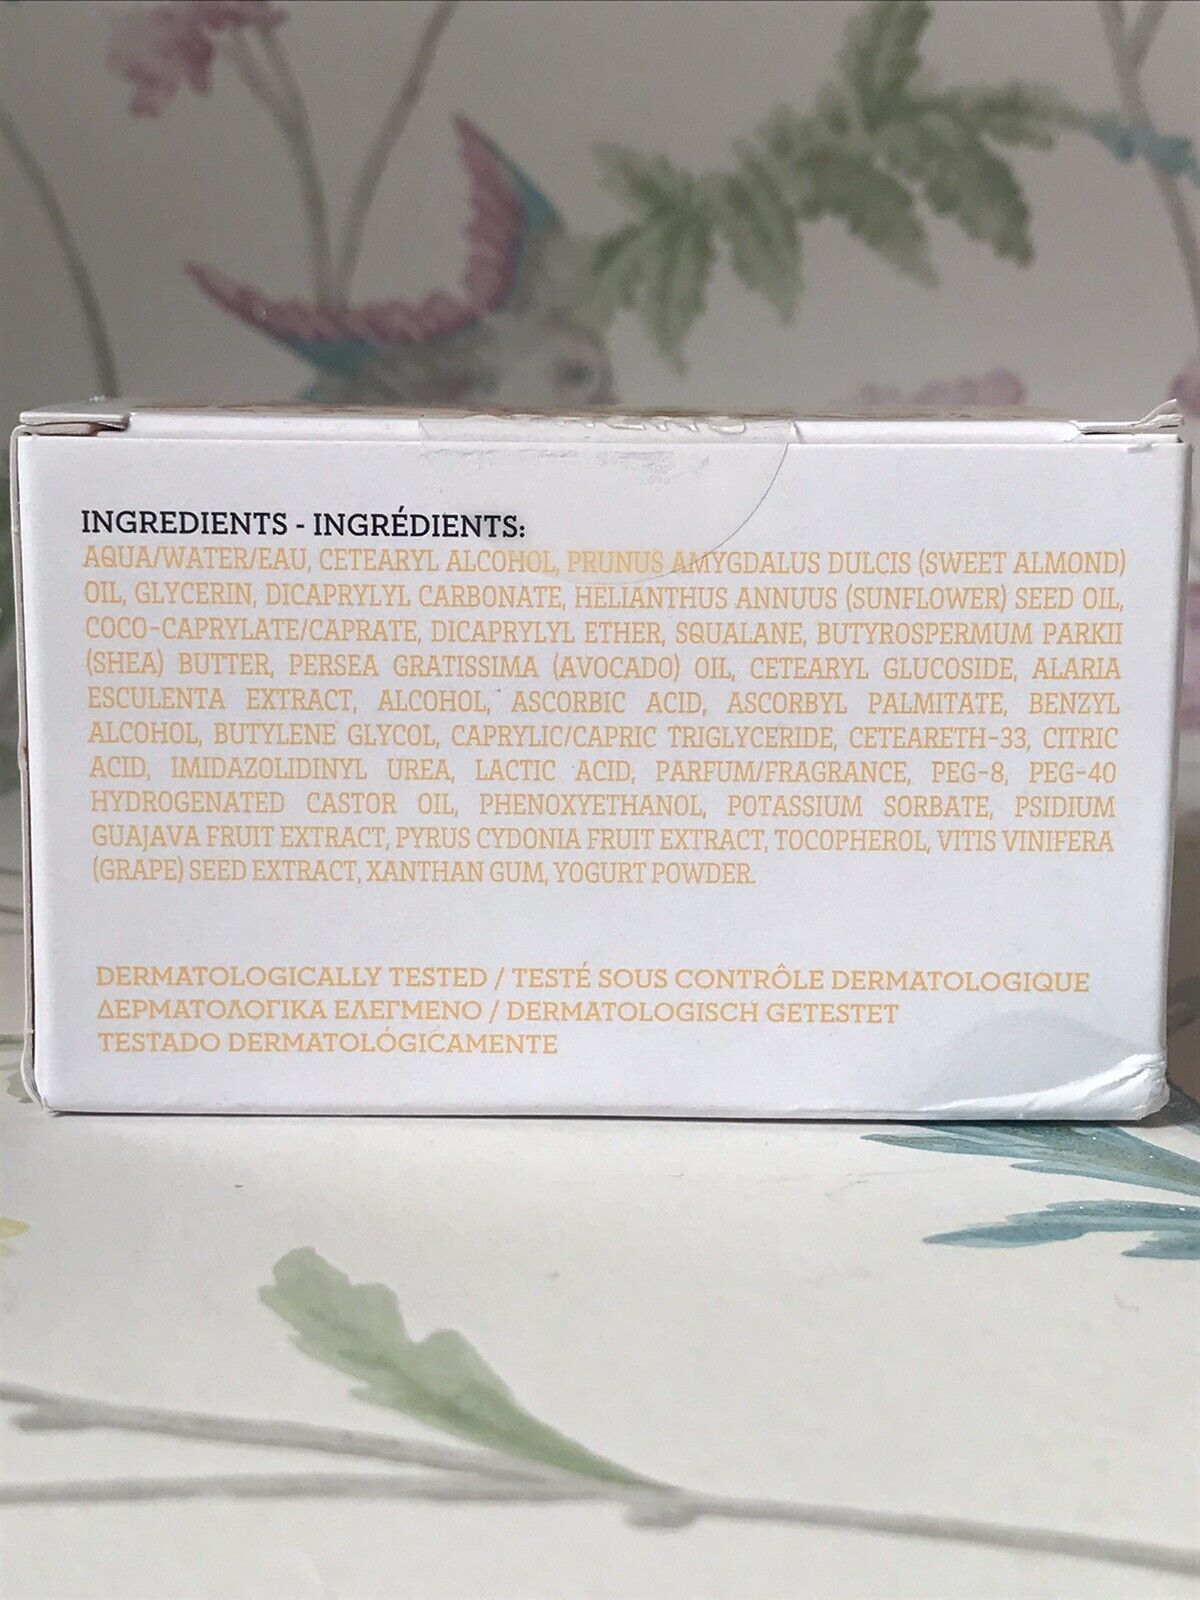 INGREDIENTS - INGRÉDIENTS:
AQUA/WATER/EAU, CETEARYL ALCOHOL, PRUNUS AMYGDALUS DULCIS (SWEET ALMOND)
OIL, GLYCERIN, DICAPRYLYL CARBONATE, HELIANTHUS ANNUUS (SUNFLOWER) SEED OIL,
COCO-CAPRYLATE/CAPRATE, DICAPRYLYL ETHER, SQUALANE, BUTYROSPERMUM PARKII
(SHEA) BUTTER, PERSEA GRATISSIMA (AVOCADO) OIL, CETEARYL GLUCOSIDE, ALARIA
ESCULENTA EXTRACT, ALCOHOL, ASCORBIC ACID, ASCORBYL PALMITATE, BENZYL
ALCOHOL, BUTYLENE GLYCOL, CAPRYLIC/CAPRIC TRIGLYCERIDE, CETEARETH-33, CITRIC
ACID, IMIDAZOLIDINYL UREA, LACTIC ACID, PARFUM/FRAGRANCE, PEG-8, PEG-40
HYDROGENATED CASTOR OIL, PHENOXYETHANOL, POTASSIUM SORBATE, PSIDIUM
GUAJAVA FRUIT EXTRACT, PYRUS CYDONIA FRUIT EXTRACT, TOCOPHEROL, VITIS VINIFERA
(GRAPE) SEED EXTRACT, XANTHAN GUM, YOGURT POWDER.
DERMATOLOGICALLY TESTED / TESTÉ SOUS CONTRÔLE DERMATOLOGIQUE
ΔΕΡΜΑΤΟΛΟΓΙΚΑ ΕΛΕΓΜΕΝΟ / DERMATOLOGISCH GETESTET
TESTADO DERMATOLÓGICAMENTE